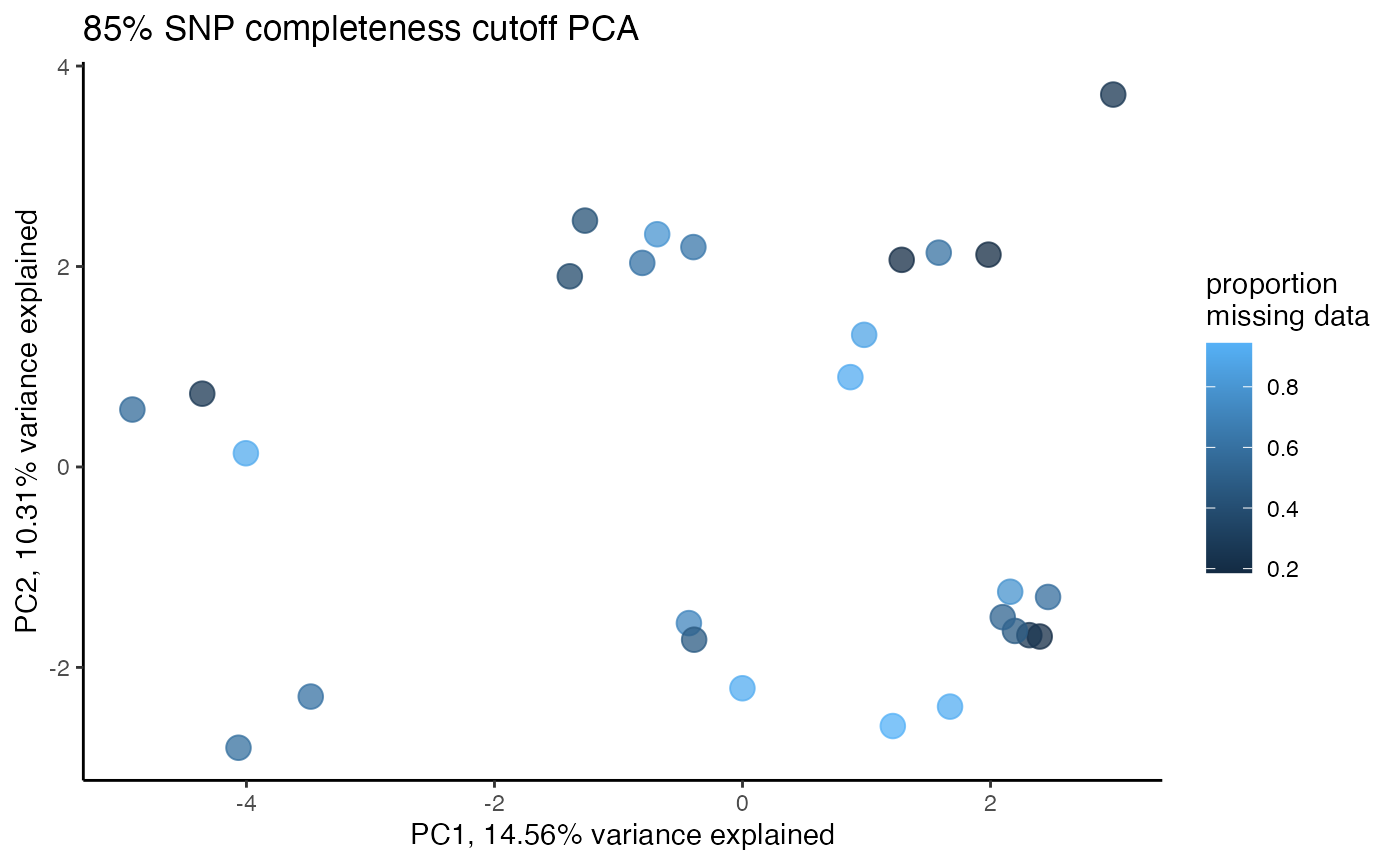 85% SNP completeness cutoff PCA
4
2
0
-2
PC2, 10.31% variance explained
-4
-2
0
2
PC1, 14.56% variance explained
proportion
missing data
0.8
0.6
0.4
0.2